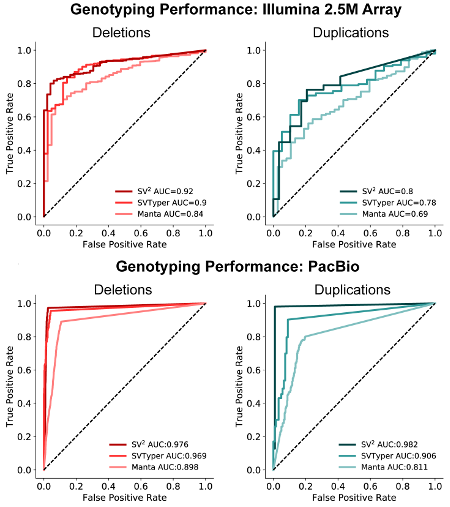 Genotyping Performance: Illumina 2.5M Array
Deletions
Duplications
True Positive Rate
1.0
0.8
0.6
0.4
0.2
0.0
SV² AUC=0.92
SVTyper AUC=0.9
Manta AUC=0.84
0.0 0.2 0.4 0.6 0.8 1.0
False Positive Rate
True Positive Rate
1.0
0.8
0.6
0.4
0.2
0.0
SV² AUC=0.8
SVTyper AUC=0.78
Manta AUC=0.69
0.0 0.2 0.4 0.6 0.8 1.0
False Positive Rate
Genotyping Performance: PacBio
Deletions
Duplications
True Positive Rate
1.0
0.8
0.6
0.4
0.2
0.0
SV² AUC:0.976
SVTyper AUC:0.969
Manta AUC:0.898
0.0 0.2 0.4 0.6 0.8 1.0
False Positive Rate
True Positive Rate
1.0
0.8
0.6
0.4
0.2
0.0
SV² AUC:0.982
SVTyper AUC:0.906
Manta AUC:0.811
0.0 0.2 0.4 0.6 0.8 1.0
False Positive Rate